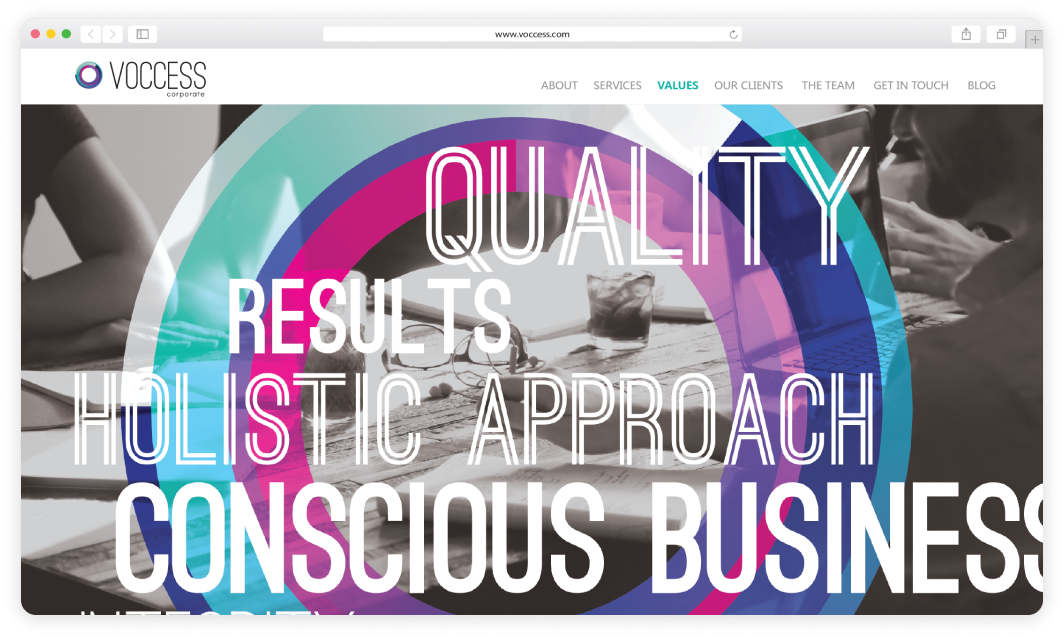 www.voccess.com
VOCCESS
corporate
ABOUT SERVICES VALUES OUR CLIENTS THE TEAM GET IN TOUCH BLOG
QUALITY
RESULTS
HOLISTIC APPROACH
CONSCIOUS BUSINESS
INTEGRITY